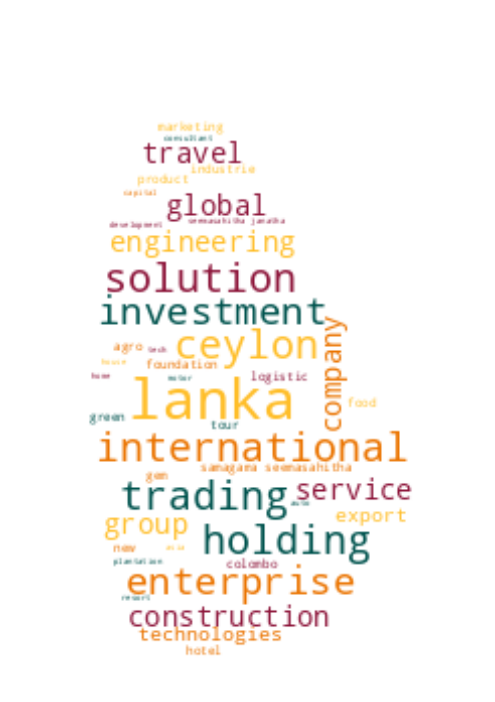 marketing
consultant
travel
industrie
product
capital
global
seemasahitha janatha
development
engineering
solution
investment
company
ceylon
agro tech
house
foundation
home
motor
logistic
lanka
food
green
tour
international
samagama seemasahitha
gem
trading
service
auto
group
export
holding
new
asia
plantation
colombo
enterprise
resort
construction
technologies
hotel